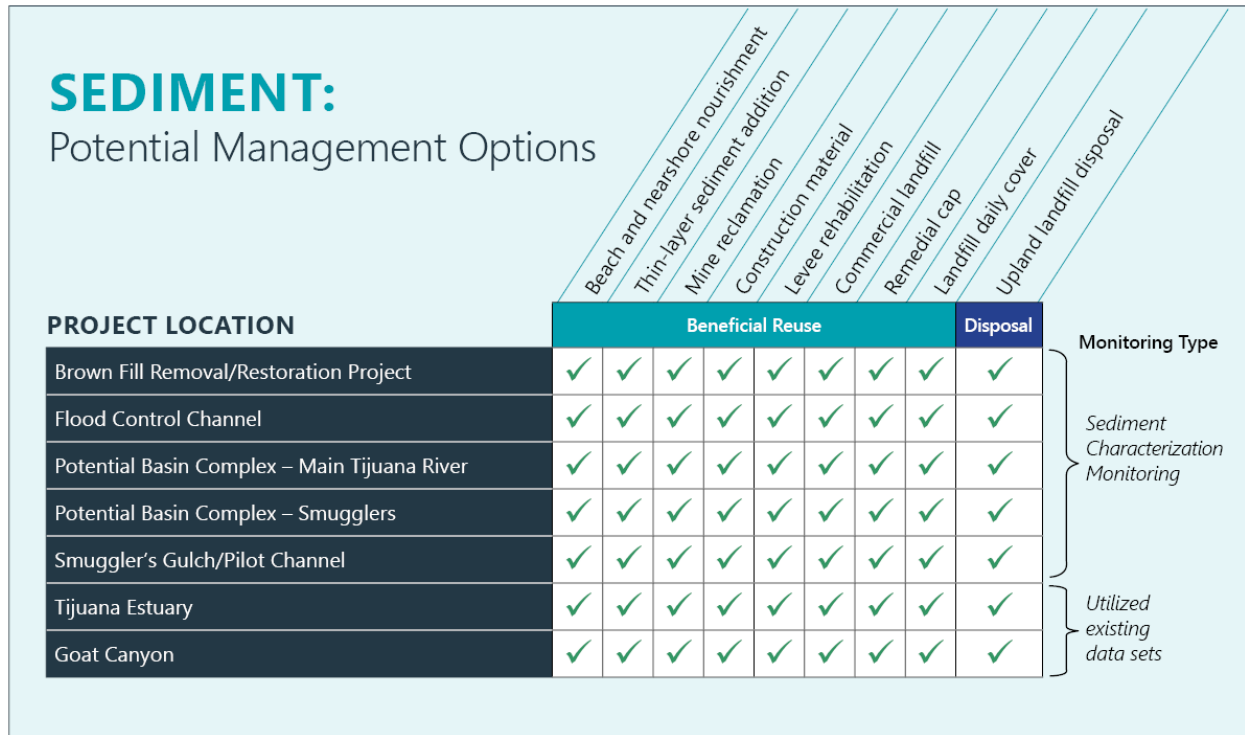 SEDIMENT:
Potential Management Options
Beach and nearshore nourishment
Thin-layer sediment addition
Mine reclamation
Construction material
Levee rehabilitation
Commercial landfill
Remedial cap
Landfill daily cover
Upland landfill disposal
PROJECT LOCATION
Beneficial Reuse
Disposal
Monitoring Type
Brown Fill Removal/Restoration Project
Flood Control Channel
Potential Basin Complex – Main Tijuana River
Potential Basin Complex – Smugglers
Smuggler's Gulch/Pilot Channel
Sediment
Characterization
Monitoring
Tijuana Estuary
Goat Canyon
Utilized
existing
data sets